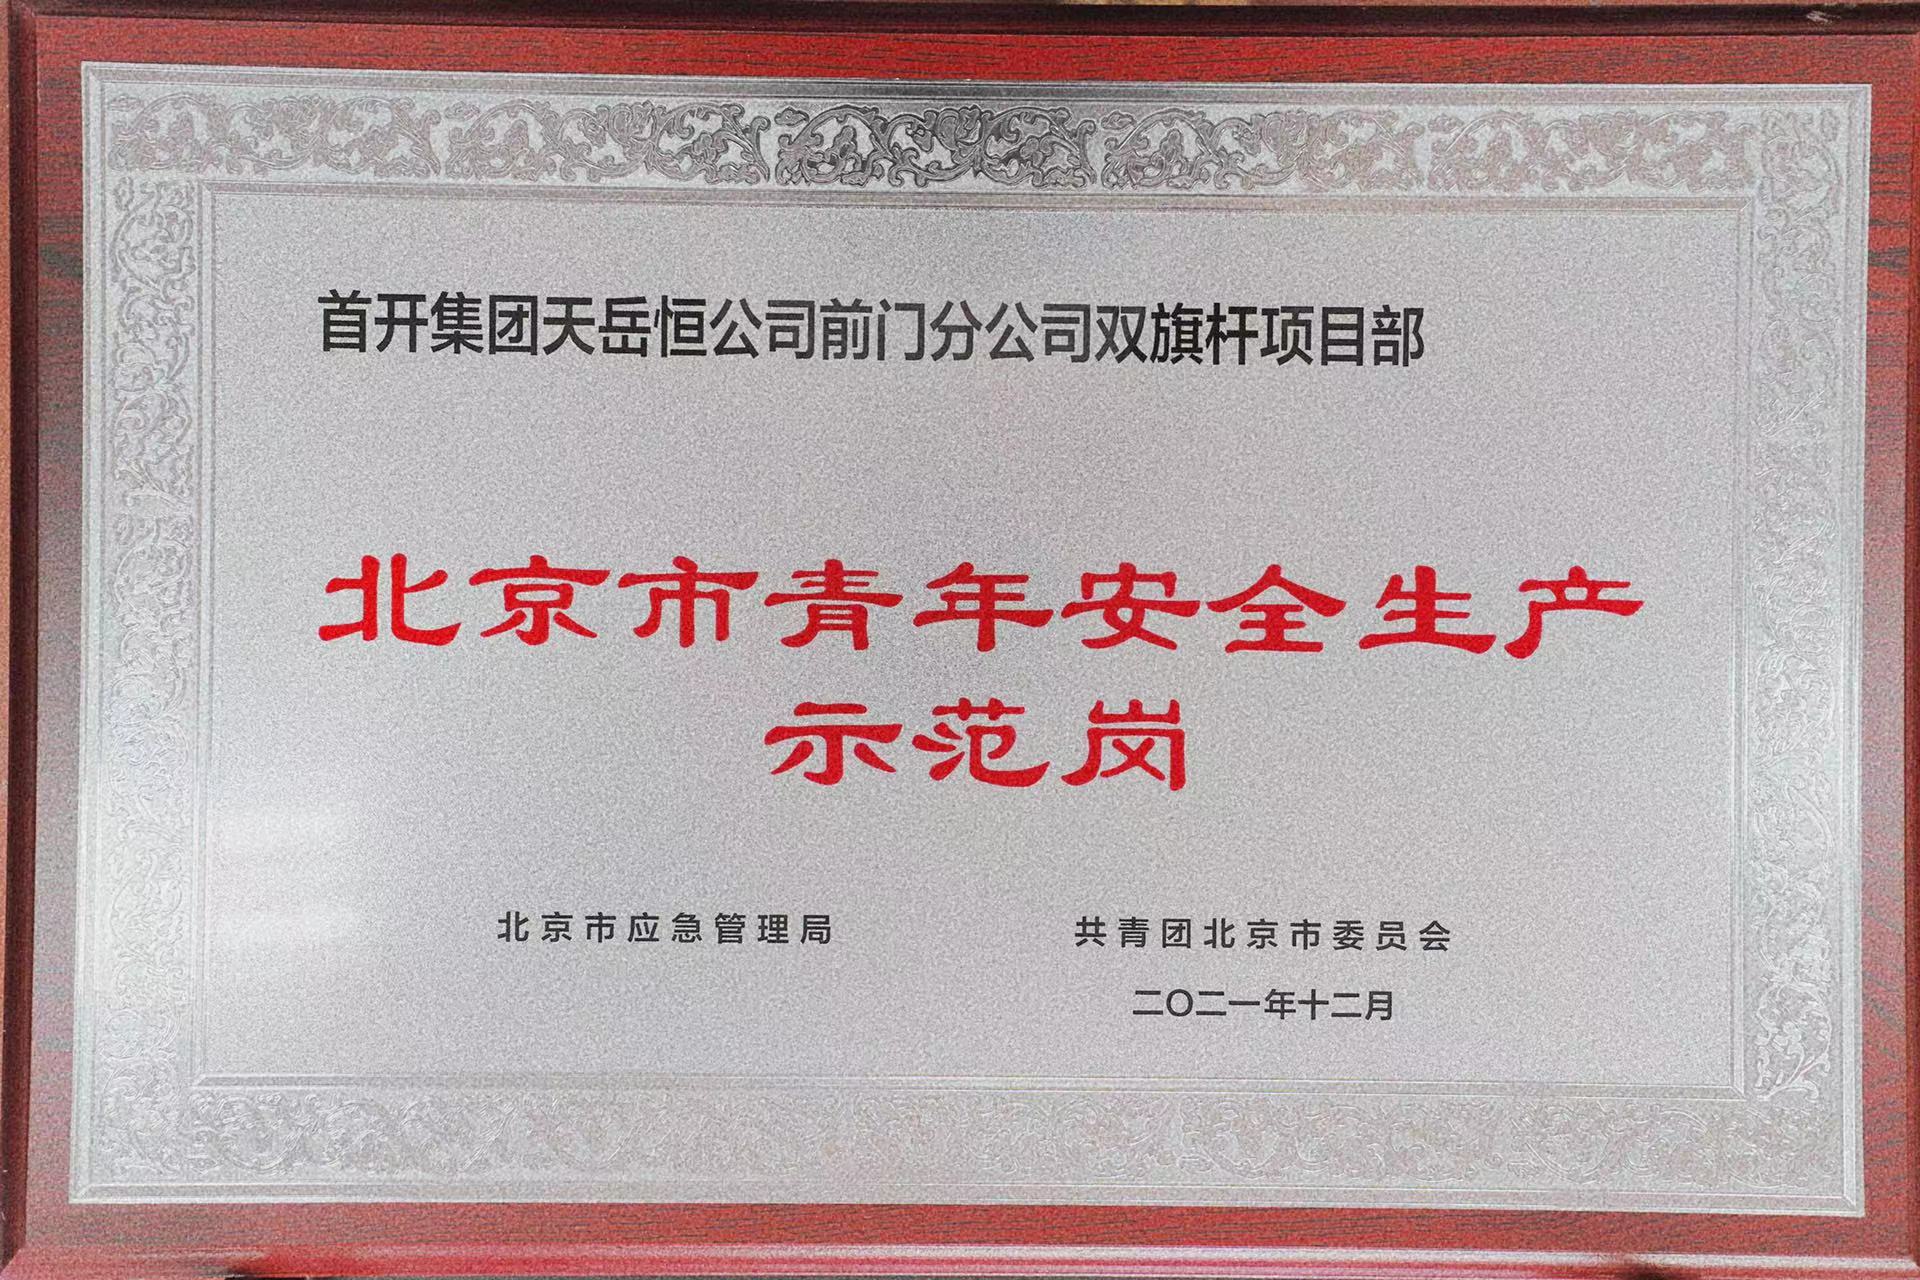 首开集团天岳恒公司前门分公司双旗杆项目部
北京市青年安全生产
示范岗
北京市应急管理局
共青团北京市委员会
二〇二一年十二月